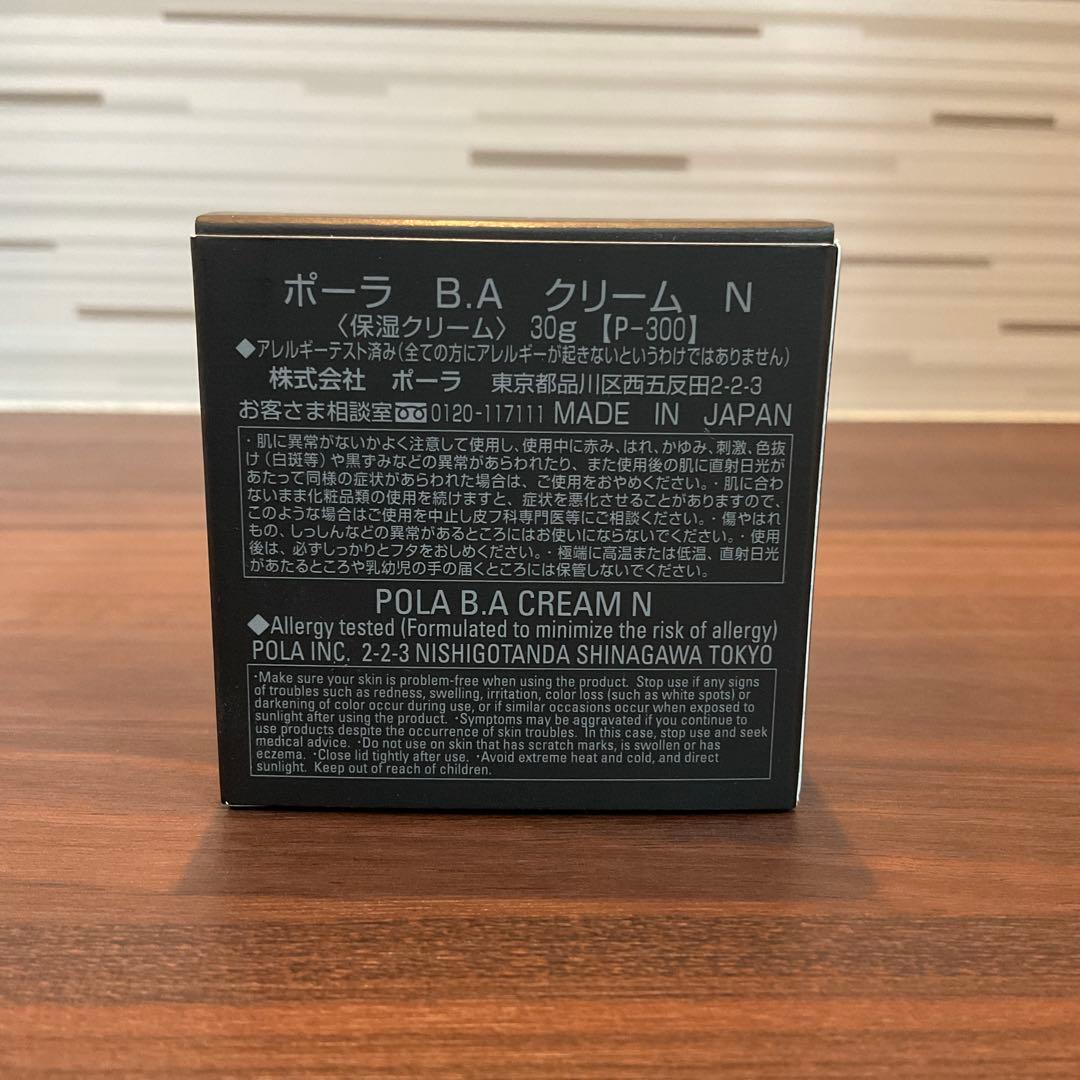 ポーラ B.A クリーム N
〈保湿クリーム〉 30g 【P-300】
◆アレルギーテスト済み(全ての方にアレルギーが起きないというわけではありません)
株式会社 ポーラ 東京都品川区西五反田2-2-3
お客さま相談室 0120-117111 MADE IN JAPAN
・肌に異常がないかよく注意して使用し、使用中に赤み、はれ、かゆみ、刺激、色抜
け(白斑等)や黒ずみなどの異常があらわれたり、また使用後の肌に直射日光が
あたって同様の症状があらわれた場合は、ご使用をおやめください。・肌に合わ
ないまま化粧品類の使用を続けますと、症状を悪化させることがありますので、
このような場合はご使用を中止し皮フ科専門医等にご相談ください。・傷やはれ
もの、しっしんなどの異常があるところにはお使いにならないでください。・使用
後は、必ずしっかりとフタをおしめください。・極端に高温または低温、直射日光
があたるところや乳幼児の手の届くところには保管しないでください。
POLA B.A CREAM N
◆Allergy tested (Formulated to minimize the risk of allergy)
POLA INC. 2-2-3 NISHIGOTANDA SHINAGAWA TOKYO
·Make sure your skin is problem-free when using the product. Stop use if any signs
of troubles such as redness, swelling, irritation, color loss (such as white spots) or
darkening of color occur during use, or if similar occasions occur when exposed to
sunlight after using the product. ·Symptoms may be aggravated if you continue to
use products despite the occurrence of skin troubles. In this case, stop use and seek
medical advice. ·Do not use on skin that has scratch marks, is swollen or has
eczema. ·Close lid tightly after use. ·Avoid extreme heat and cold, and direct
sunlight. Keep out of reach of children.